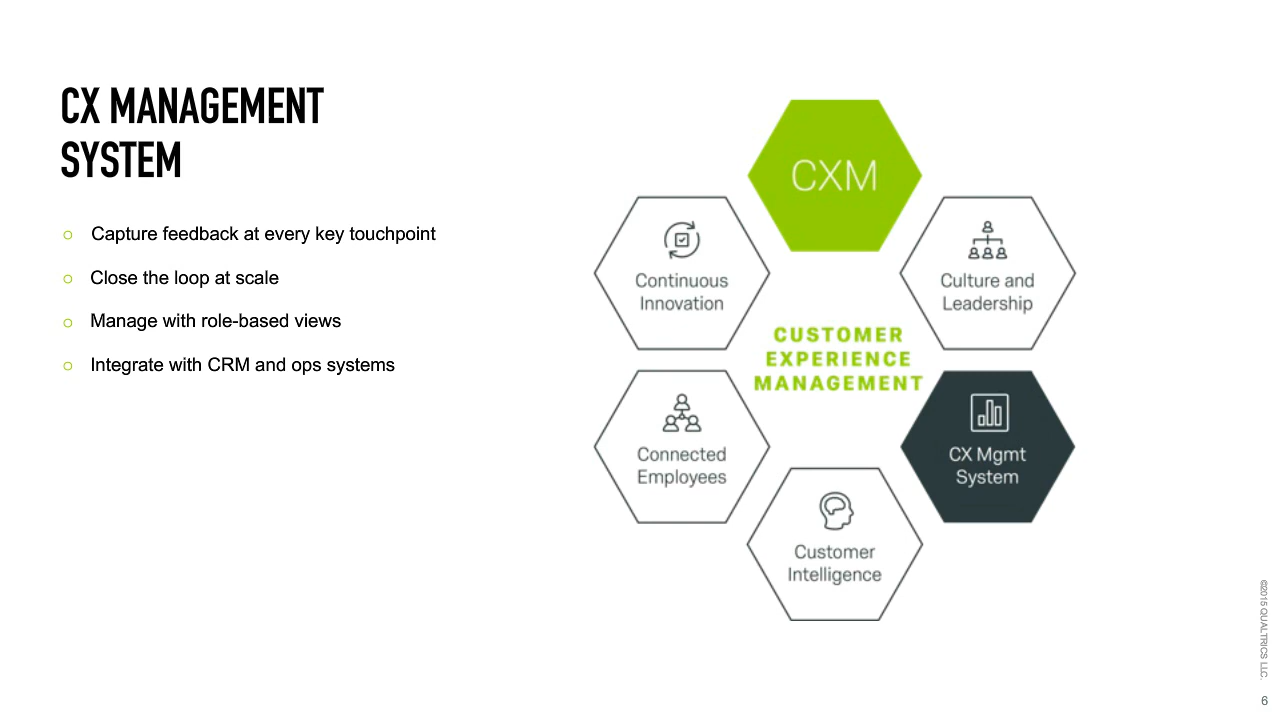 CX MANAGEMENT
SYSTEM
○ Capture feedback at every key touchpoint
○ Close the loop at scale
○ Manage with role-based views
○ Integrate with CRM and ops systems
CXM
Continuous
Innovation
Culture and
Leadership
CUSTOMER
EXPERIENCE
MANAGEMENT
Connected
Employees
CX Mgmt
System
Customer
Intelligence
©2015 QUALTRICS LLC.
6